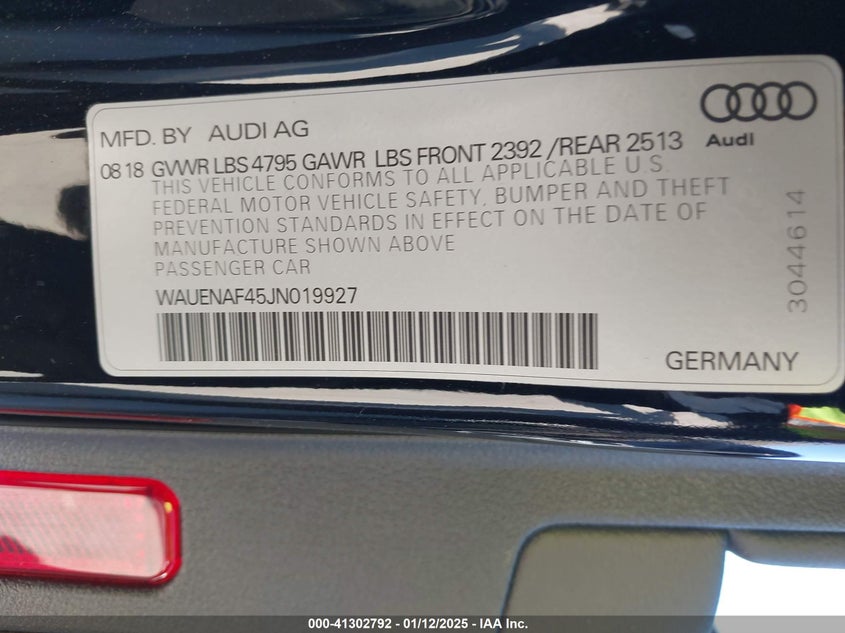 MFD. BY AUDI AG
Audi
08 18 GVWR LBS 4795 GAWR LBS FRONT 2392 /REAR 2513
THIS VEHICLE CONFORMS TO ALL APPLICABLE U.S.
FEDERAL MOTOR VEHICLE SAFETY, BUMPER AND THEFT
PREVENTION STANDARDS IN EFFECT ON THE DATE OF
MANUFACTURE SHOWN ABOVE
PASSENGER CAR
WAUENAF45JN019927
3044614
GERMANY
000-41302792 - 01/12/2025 - IAA Inc.